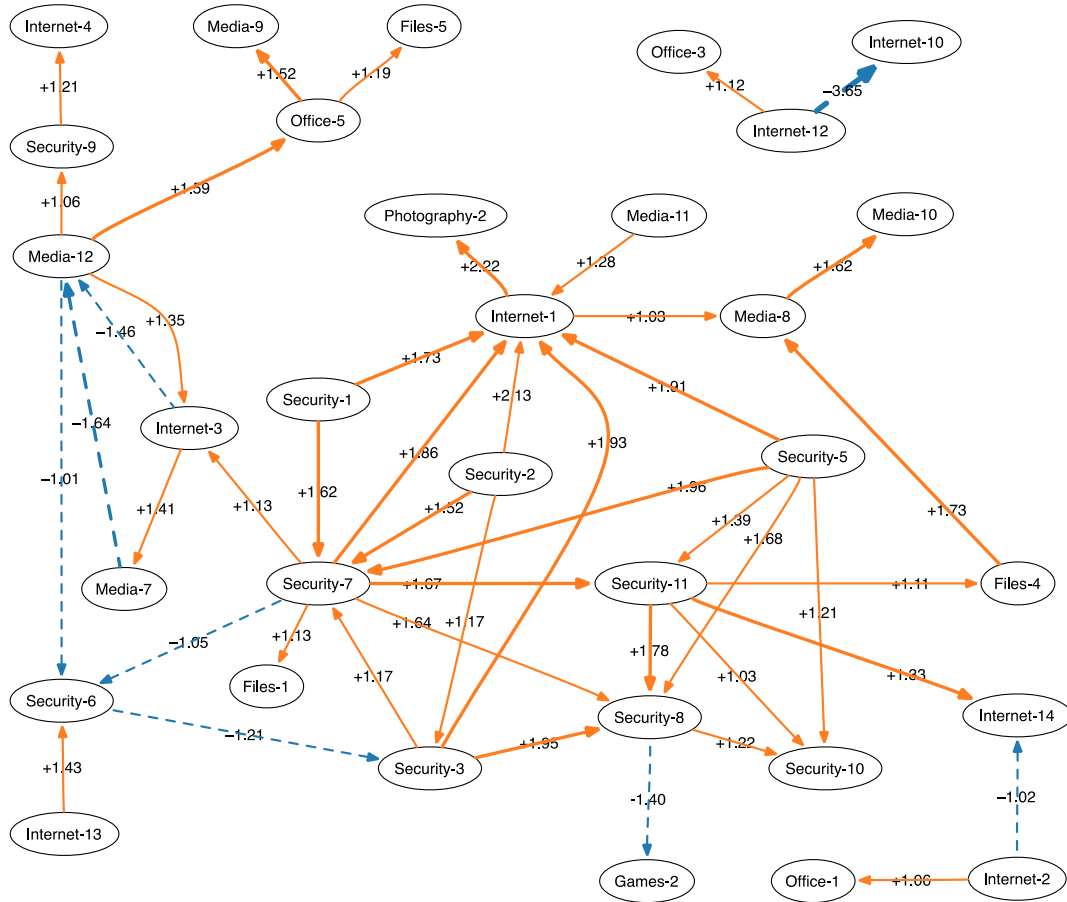 Internet-4
Media-9
Files-5
Office-3
Internet-10
+1.52
+1.19
+1.21
+1.12
−3.65
Office-5
Internet-12
Security-9
+1.59
+1.06
Photography-2
Media-11
Media-10
Media-12
+2.22
+1.28
+1.62
Internet-1
+1.03
Media-8
−1.46
+1.35
+1.73
+1.91
Security-1
+2.13
−1.64
Internet-3
+1.93
+1.86
Security-2
Security-5
−1.01
+1.96
+1.41
+1.13
+1.62
+1.52
+1.39
+1.73
+1.68
Media-7
Security-7
+1.67
Security-11
+1.11
Files-4
+1.21
−1.05
+1.13
+1.64
+1.17
+1.78
+1.17
+1.03
+1.33
Files-1
Security-6
Security-8
Internet-14
−1.21
+1.95
+1.22
+1.43
Security-3
Security-10
-1.40
−1.02
Internet-13
Games-2
Office-1
+1.06
Internet-2